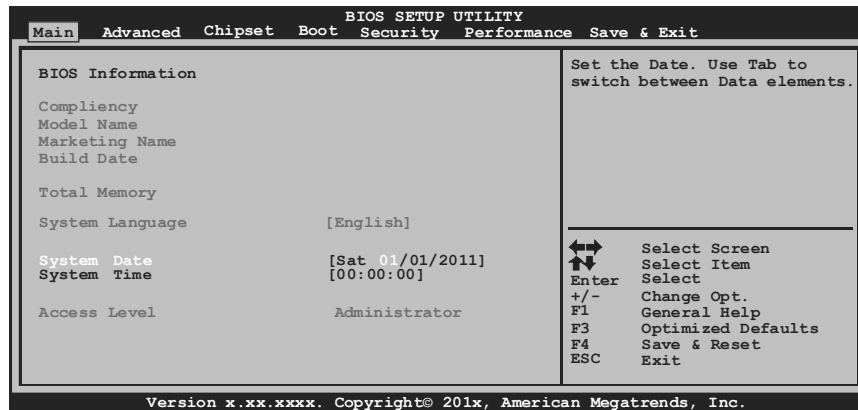 BIOS SETUP UTILITY
Main Advanced Chipset Boot Security Performance Save & Exit
BIOS Information
Compliency
Model Name
Marketing Name
Build Date
Total Memory
System Language [English]
System Date [Sat 01/01/2011]
System Time [00:00:00]
Access Level Administrator
Set the Date. Use Tab to
switch between Data elements.
Select Screen
Select Item
Enter Select
+/- Change Opt.
F1 General Help
F3 Optimized Defaults
F4 Save & Reset
ESC Exit
Version x.xx.xxxx. Copyright© 201x, American Megatrends, Inc.